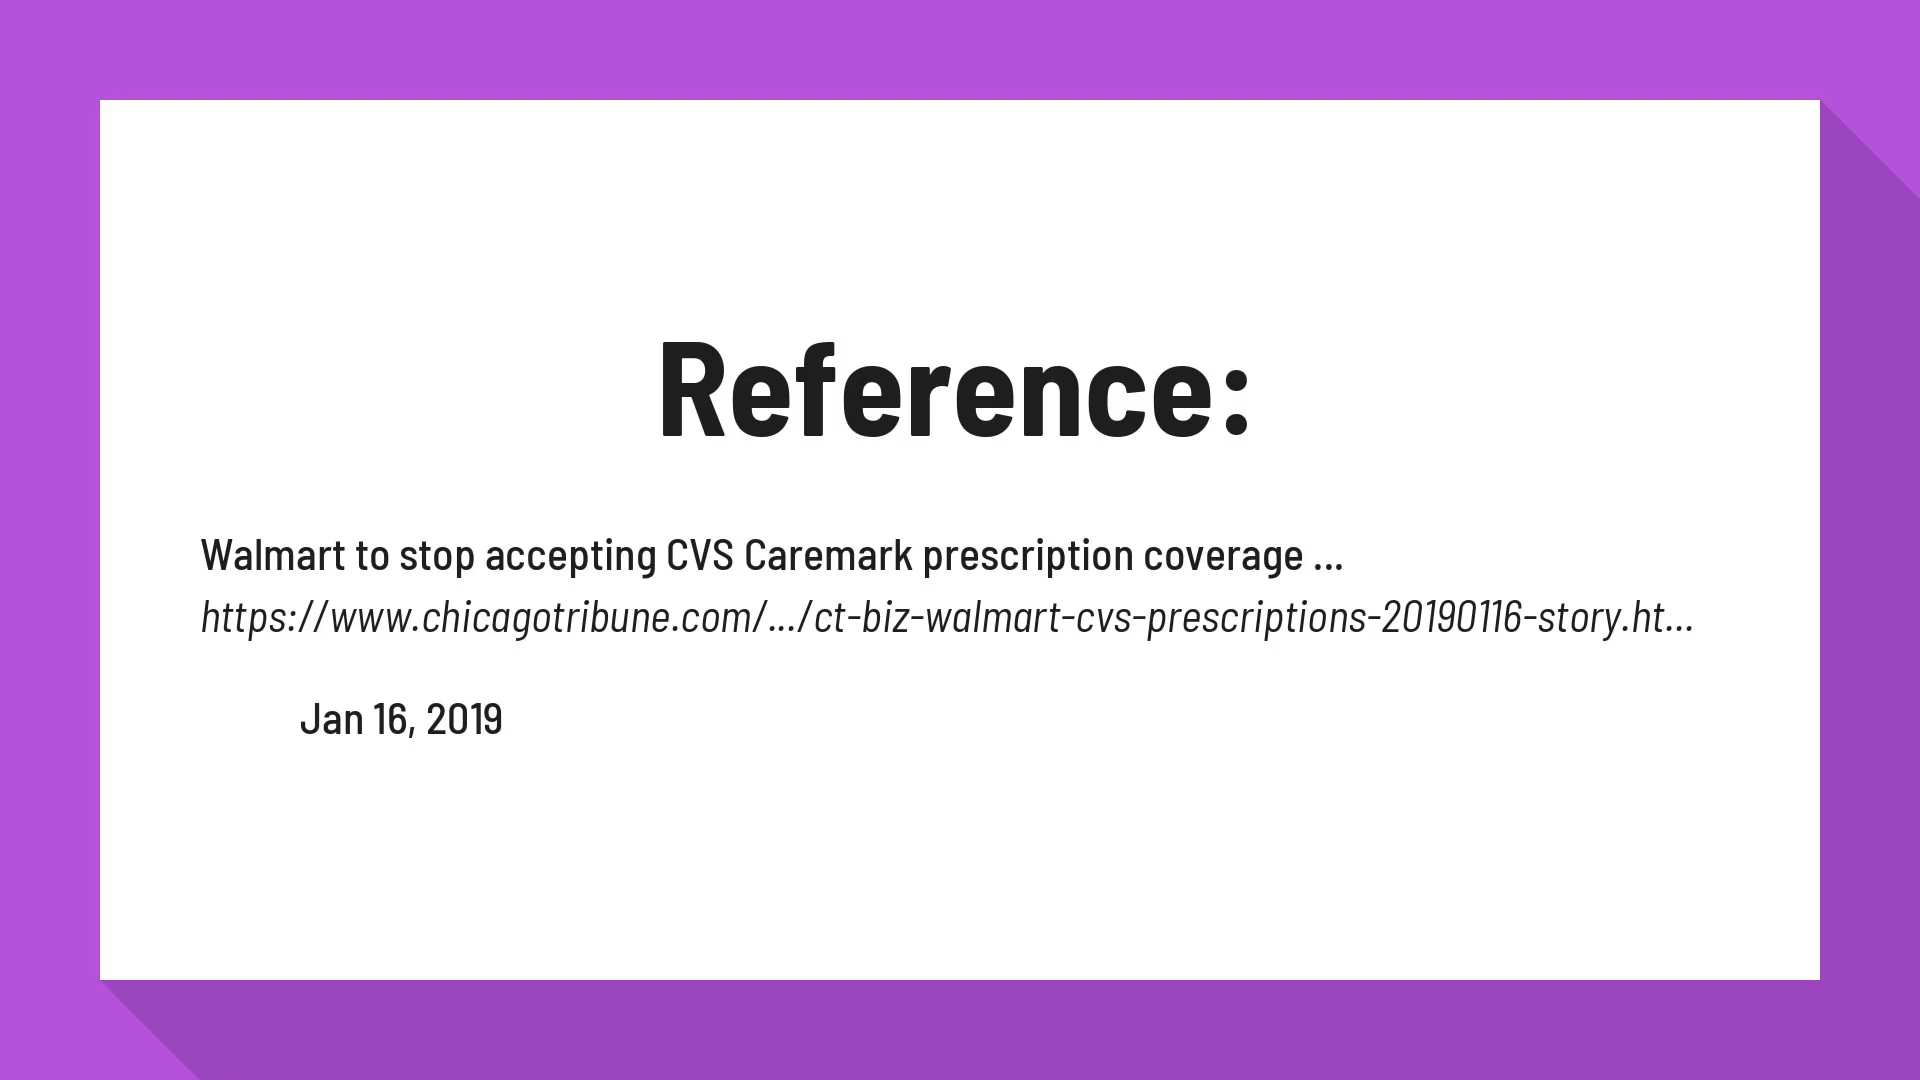 Reference:
Walmart to stop accepting CVS Caremark prescription coverage ...
https://www.chicagotribune.com/.../ct-biz-walmart-cvs-prescriptions-20190116-story.ht...
Jan 16, 2019